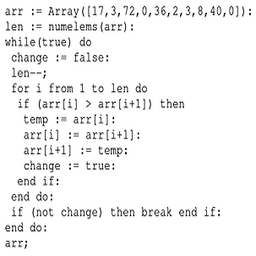 arr := Array([17,3,72,0,36,2,3,8,40,0]):
len := numelems(arr):
while(true) do
change := false:
len--;
for i from 1 to len do
if (arr[i] > arr[i+1]) then
temp := arr[i]:
arr[i] := arr[i+1]:
arr[i+1] := temp:
change := true:
end if:
end do:
if (not change) then break end if:
end do:
arr;